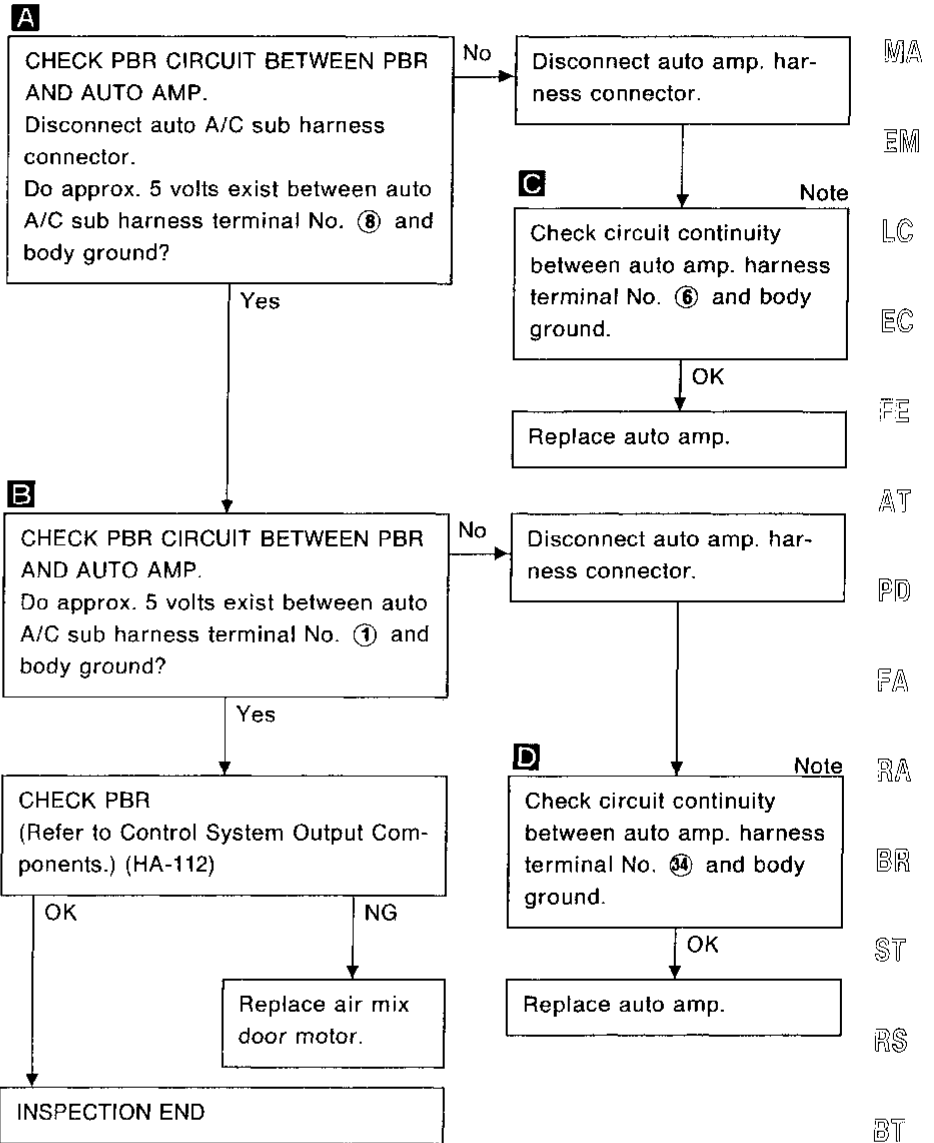 A
CHECK PBR CIRCUIT BETWEEN PBR
AND AUTO AMP.
Disconnect auto A/C sub harness
connector.
Do approx. 5 volts exist between auto
A/C sub harness terminal No. ⑧ and
body ground?
No
Disconnect auto amp. har-
ness connector.
C
Note
Check circuit continuity
between auto amp. harness
terminal No. ⑥ and body
ground.
OK
Replace auto amp.
Yes
B
CHECK PBR CIRCUIT BETWEEN PBR
AND AUTO AMP.
Do approx. 5 volts exist between auto
A/C sub harness terminal No. ① and
body ground?
No
Disconnect auto amp. har-
ness connector.
D
Note
Check circuit continuity
between auto amp. harness
terminal No. ㉞ and body
ground.
OK
Replace auto amp.
Yes
CHECK PBR
(Refer to Control System Output Com-
ponents.) (HA-112)
OK
NG
Replace air mix
door motor.
INSPECTION END
MA
EM
LC
EC
FE
AT
PD
FA
RA
BR
ST
RS
BT